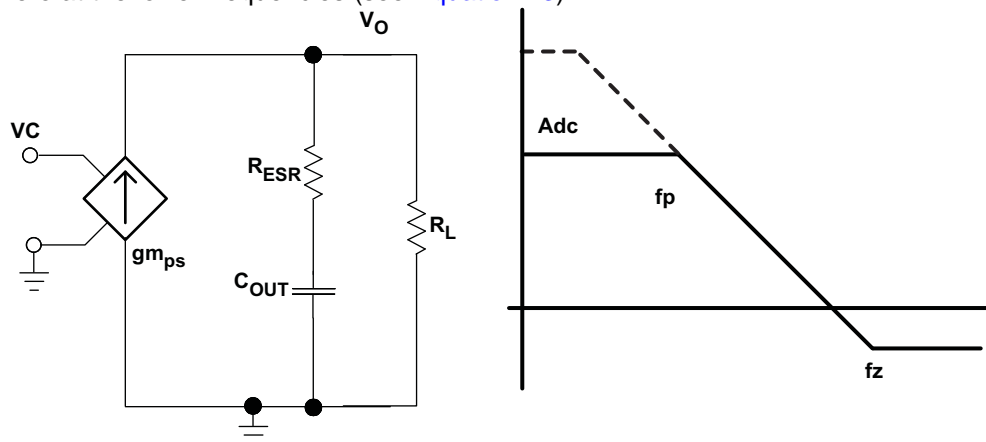 V_O
VC
R_ESR
R_L
gm_ps
C_OUT
Adc
fp
fz